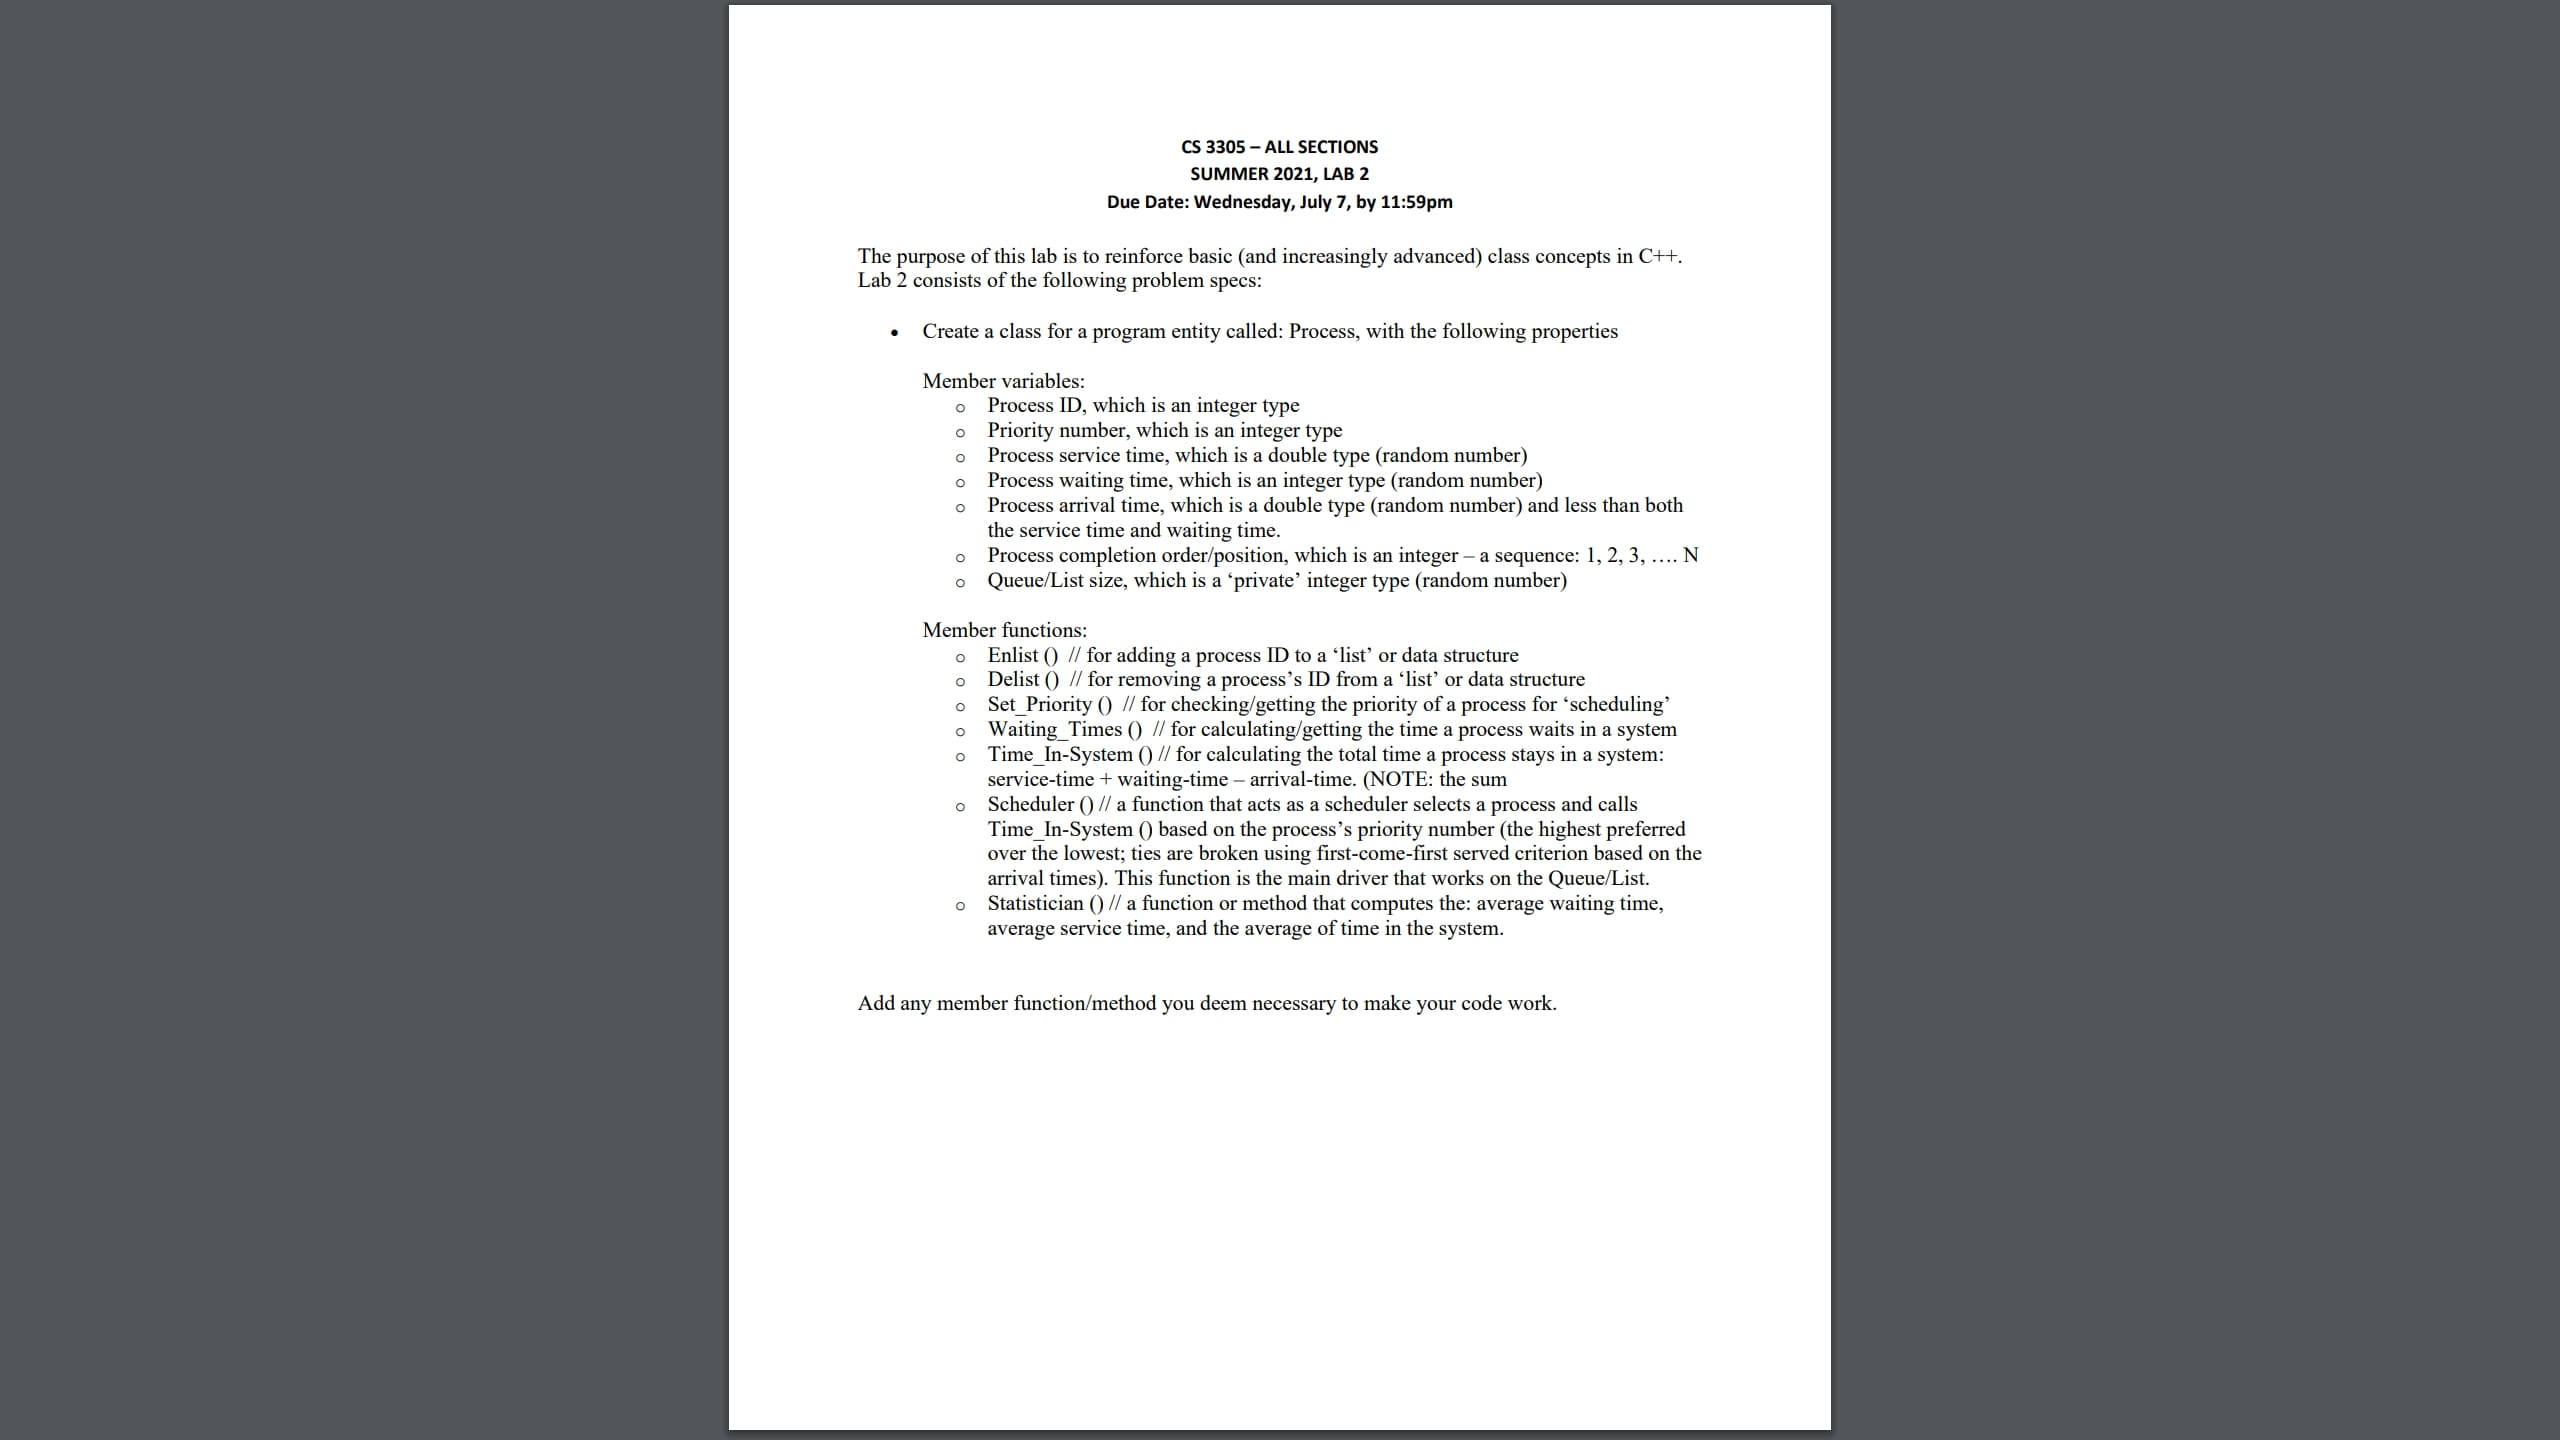 CS 3305 – ALL SECTIONS
SUMMER 2021, LAB 2
Due Date: Wednesday, July 7, by 11:59pm
The purpose of this lab is to reinforce basic (and increasingly advanced) class concepts in C++.
Lab 2 consists of the following problem specs:
• Create a class for a program entity called: Process, with the following properties
Member variables:
o Process ID, which is an integer type
o Priority number, which is an integer type
o Process service time, which is a double type (random number)
o Process waiting time, which is an integer type (random number)
o Process arrival time, which is a double type (random number) and less than both
the service time and waiting time.
o Process completion order/position, which is an integer – a sequence: 1, 2, 3, …. N
o Queue/List size, which is a ‘private’ integer type (random number)
Member functions:
o Enlist () // for adding a process ID to a ‘list’ or data structure
o Delist () // for removing a process’s ID from a ‘list’ or data structure
o Set_Priority () // for checking/getting the priority of a process for ‘scheduling’
o Waiting_Times () // for calculating/getting the time a process waits in a system
o Time_In-System () // for calculating the total time a process stays in a system:
service-time + waiting-time – arrival-time. (NOTE: the sum
o Scheduler () // a function that acts as a scheduler selects a process and calls
Time_In-System () based on the process’s priority number (the highest preferred
over the lowest; ties are broken using first-come-first served criterion based on the
arrival times). This function is the main driver that works on the Queue/List.
o Statistician () // a function or method that computes the: average waiting time,
average service time, and the average of time in the system.
Add any member function/method you deem necessary to make your code work.